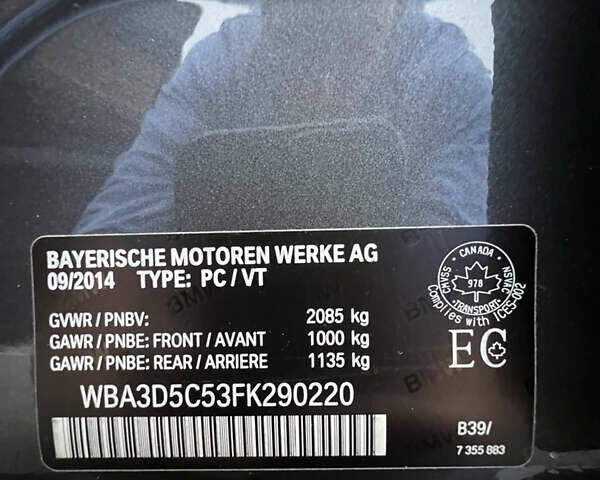 BAYERISCHE MOTOREN WERKE AG
09/2014 TYPE: PC / VT
GVWR / PNBV: 2085 kg
GAWR / PNBE: FRONT / AVANT 1000 kg
GAWR / PNBE: REAR / ARRIERE 1135 kg
WBA3D5C53FK290220
CANADA
CMVSS
NSVAC
978
TRANSPORT
Complies with ICES-002
EC
B39/
7 355 883